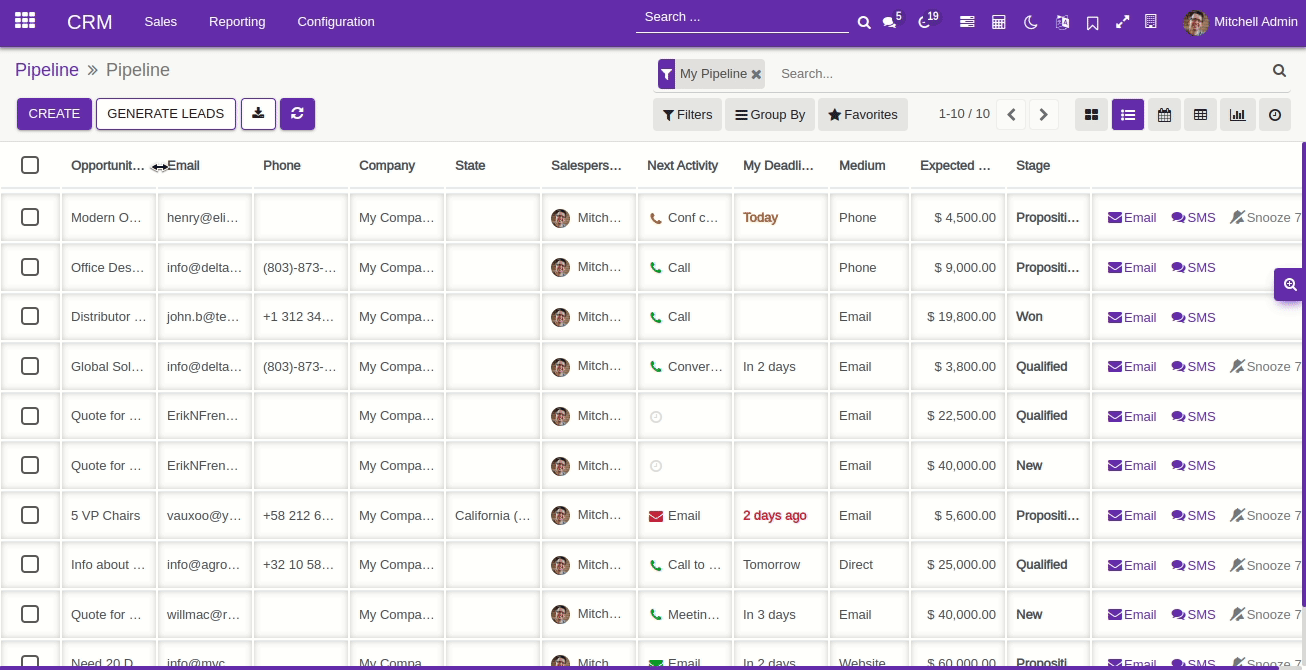 CRM Sales Reporting Configuration Search ... 5 19 Mitchell Admin
Pipeline » Pipeline My Pipeline Search...
CREATE GENERATE LEADS Filters Group By Favorites 1-10 / 10
Opportunit... Email Phone Company State Salespers... Next Activity My Deadli... Medium Expected ... Stage
Modern O... henry@eli... My Compa... Mitch... Conf c... Today Phone $ 4,500.00 Propositi... Email SMS Snooze 7
Office Des... info@delta... (803)-873-... My Compa... Mitch... Call Phone $ 9,000.00 Propositi... Email SMS
Distributor ... john.b@te... +1 312 34... My Compa... Mitch... Call Email $ 19,800.00 Won Email SMS
Global Sol... info@delta... (803)-873-... My Compa... Mitch... Conver... In 2 days Email $ 3,800.00 Qualified Email SMS Snooze 7
Quote for ... ErikNFren... My Compa... Mitch... Email $ 22,500.00 Qualified Email SMS
Quote for ... ErikNFren... My Compa... Mitch... Email $ 40,000.00 New Email SMS
5 VP Chairs vauxoo@y... +58 212 6... My Compa... California (... Mitch... Email 2 days ago Email $ 5,600.00 Propositi... Email SMS Snooze 7
Info about ... info@agro... +32 10 58... My Compa... Mitch... Call to ... Tomorrow Direct $ 25,000.00 Qualified Email SMS Snooze 7
Quote for ... willmac@r... My Compa... Mitch... Meetin... In 3 days Email $ 40,000.00 New Email SMS Snooze 7
Need 20 D... info@myc... My Compa... Mitch... Email In 2 days Website $ 60,000.00 Propositi... Email SMS Snooze 7